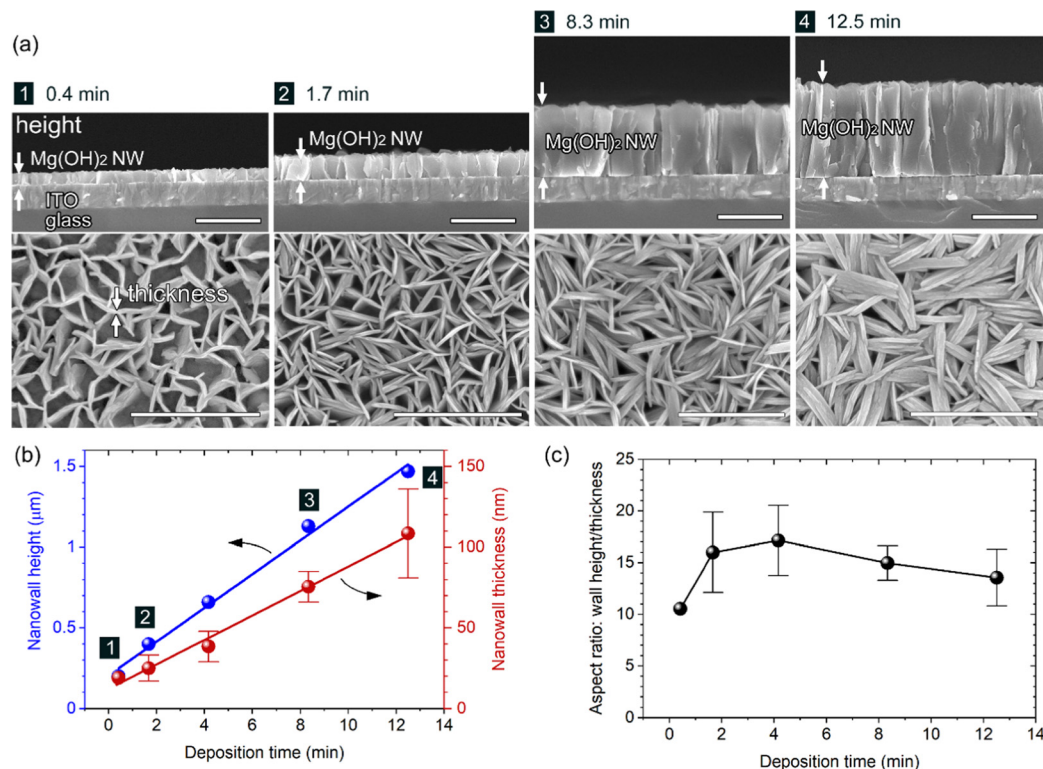 (a)
1 0.4 min
2 1.7 min
3 8.3 min
4 12.5 min
height
Mg(OH)₂ NW
ITO
glass
Mg(OH)₂ NW
Mg(OH)₂ NW
Mg(OH)₂ NW
thickness
(b)
Nanowall height (μm)
1.5
1
0.5
0
1
2
3
4
150
100
50
0
Nanowall thickness (nm)
0 2 4 6 8 10 12 14
Deposition time (min)
(c)
Aspect ratio: wall height/thickness
25
20
15
10
5
0
0 2 4 6 8 10 12 14
Deposition time (min)